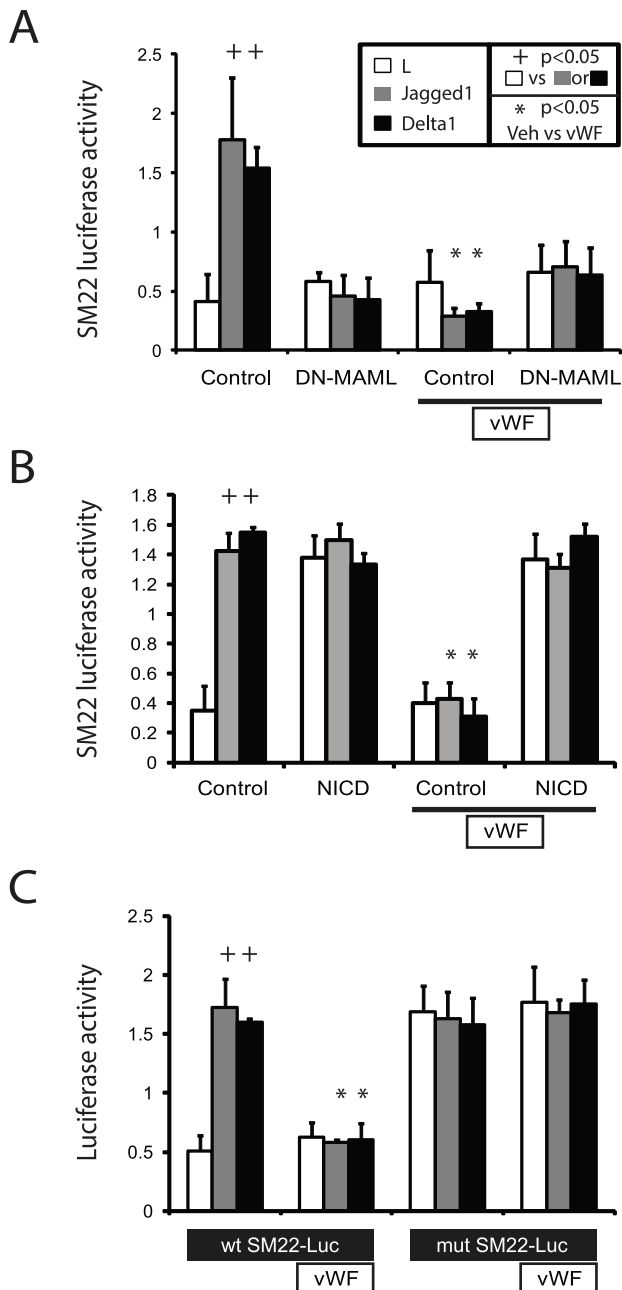 A
SM22 luciferase activity
2.5
2
1.5
1
0.5
0
+ +
* *
L
Jagged1
Delta1
+ p<0.05
vs or
* p<0.05
Veh vs vWF
Control DN-MAML Control DN-MAML
vWF
B
SM22 luciferase activity
1.8
1.6
1.4
1.2
1
0.8
0.6
0.4
0.2
0
+ +
* *
Control NICD Control NICD
vWF
C
Luciferase activity
2.5
2
1.5
1
0.5
0
+ +
* *
wt SM22-Luc mut SM22-Luc
vWF vWF